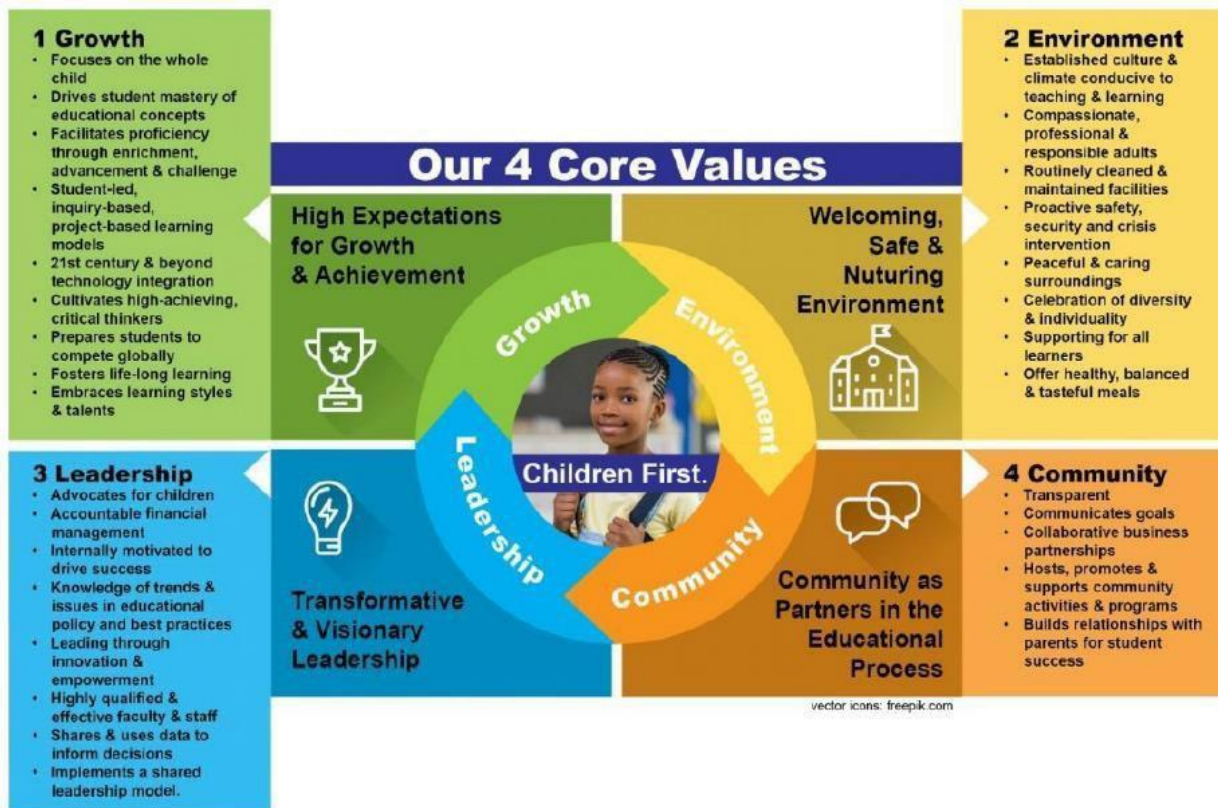 1 Growth
• Focuses on the whole
child
• Drives student mastery of
educational concepts
• Facilitates proficiency
through enrichment,
advancement & challenge
• Student-led,
inquiry-based,
project-based learning
models
• 21st century & beyond
technology integration
• Cultivates high-achieving,
critical thinkers
• Prepares students to
compete globally
• Fosters life-long learning
• Embraces learning styles
& talents
Our 4 Core Values
High Expectations
for Growth
& Achievement
Welcoming,
Safe &
Nuturing
Environment
2 Environment
• Established culture &
climate conducive to
teaching & learning
• Compassionate,
professional &
responsible adults
• Routinely cleaned &
maintained facilities
• Proactive safety,
security and crisis
intervention
• Peaceful & caring
surroundings
• Celebration of diversity
& individuality
• Supporting for all
learners
• Offer healthy, balanced
& tasteful meals
Growth
Environment
Leadership
Community
Children First.
3 Leadership
• Advocates for children
• Accountable financial
management
• Internally motivated to
drive success
• Knowledge of trends &
issues in educational
policy and best practices
• Leading through
innovation &
empowerment
• Highly qualified &
effective faculty & staff
• Shares & uses data to
inform decisions
• Implements a shared
leadership model.
Transformative
& Visionary
Leadership
Community as
Partners in the
Educational
Process
4 Community
• Transparent
• Communicates goals
• Collaborative business
partnerships
• Hosts, promotes &
supports community
activities & programs
• Builds relationships with
parents for student
success
vector icons: freepik.com